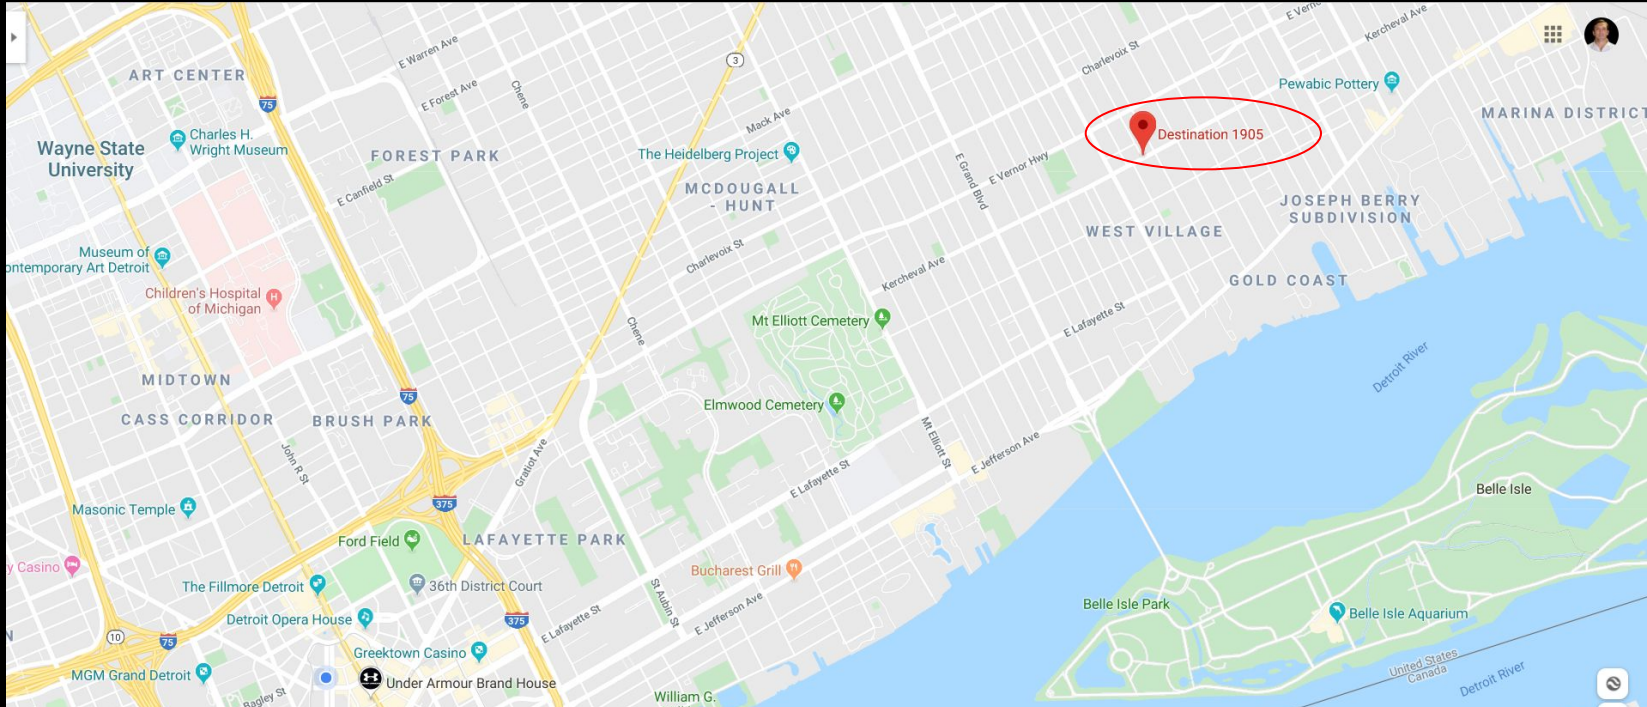 E Vern
Kercheval Ave
E Warren Ave
3
Charlevoix St
ART CENTER
75
E Forest Ave
Chene
Pewabic Pottery
MARINA DISTRICT
Mack Ave
Destination 1905
Charles H.
Wright Museum
Wayne State
University
FOREST PARK
The Heidelberg Project
E Grand Blvd
E Vernor Hwy
E Canfield St
MCDOUGALL
- HUNT
JOSEPH BERRY
SUBDIVISION
WEST VILLAGE
Museum of
ontemporary Art Detroit
Charlevoix St
Kercheval Ave
GOLD COAST
Children's Hospital
of Michigan
H
Mt Elliott Cemetery
Chene
E Lafayette St
Detroit River
MIDTOWN
75
Elmwood Cemetery
CASS CORRIDOR
BRUSH PARK
Mt Elliott St
E Jefferson Ave
John R St
Gratiot Ave
E Lafayette St
Belle Isle
375
Masonic Temple
Ford Field
LAFAYETTE PARK
y Casino
Bucharest Grill
The Fillmore Detroit
36th District Court
St Aubin St
E Jefferson Ave
Belle Isle Park
Belle Isle Aquarium
Detroit Opera House
375
E Lafayette St
N
10
75
Greektown Casino
MGM Grand Detroit
Under Armour Brand House
United States
Canada
Detroit River
Bagley St
William G.